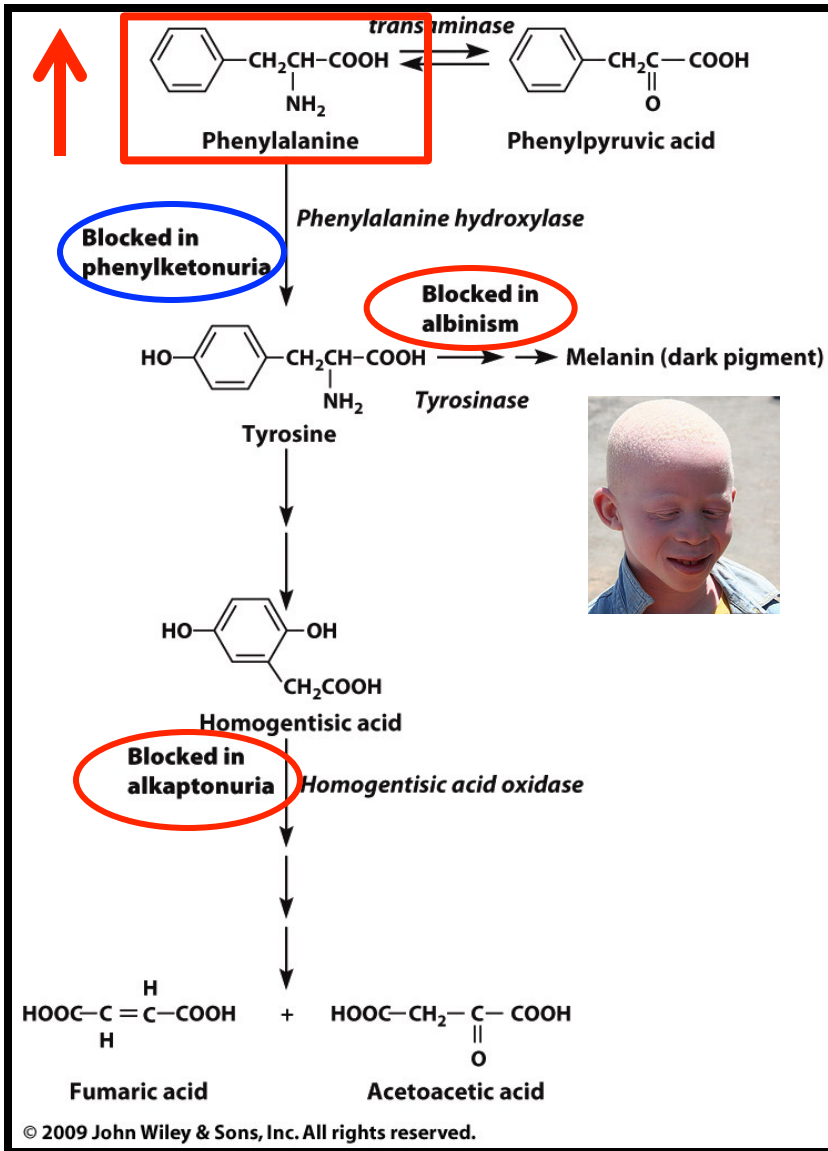 transaminase
CH₂CH–COOH
CH₂C–COOH
NH₂
O
Phenylalanine
Phenylpyruvic acid
Phenylalanine hydroxylase
Blocked in
phenylketonuria
Blocked in
albinism
HO
CH₂CH–COOH
Melanin (dark pigment)
NH₂
Tyrosinase
Tyrosine
HO
OH
CH₂COOH
Homogentisic acid
Blocked in
alkaptonuria
Homogentisic acid oxidase
H
HOOC–C=C–COOH
+
HOOC–CH₂–C–COOH
H
O
Fumaric acid
Acetoacetic acid
© 2009 John Wiley & Sons, Inc. All rights reserved.